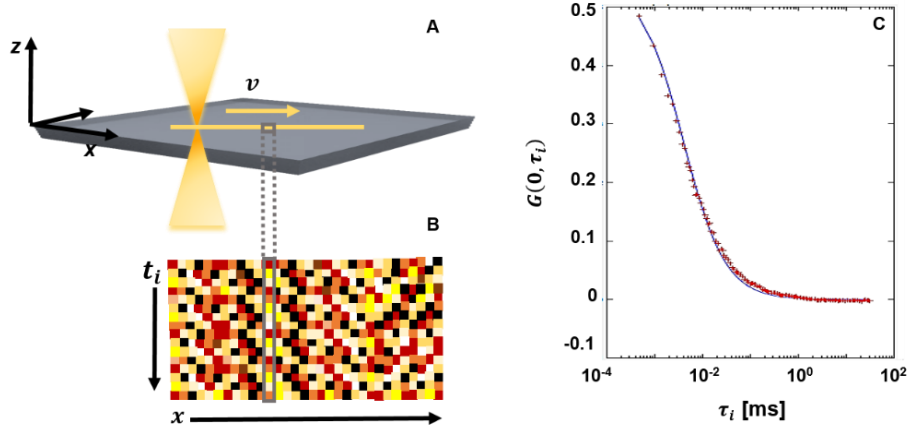 A
z
v
x
B
t_i
x
C
0.5
0.4
0.3
0.2
0.1
0
-0.1
G(0, τ_i)
10^-4
10^-2
10^0
10^2
τ_i [ms]